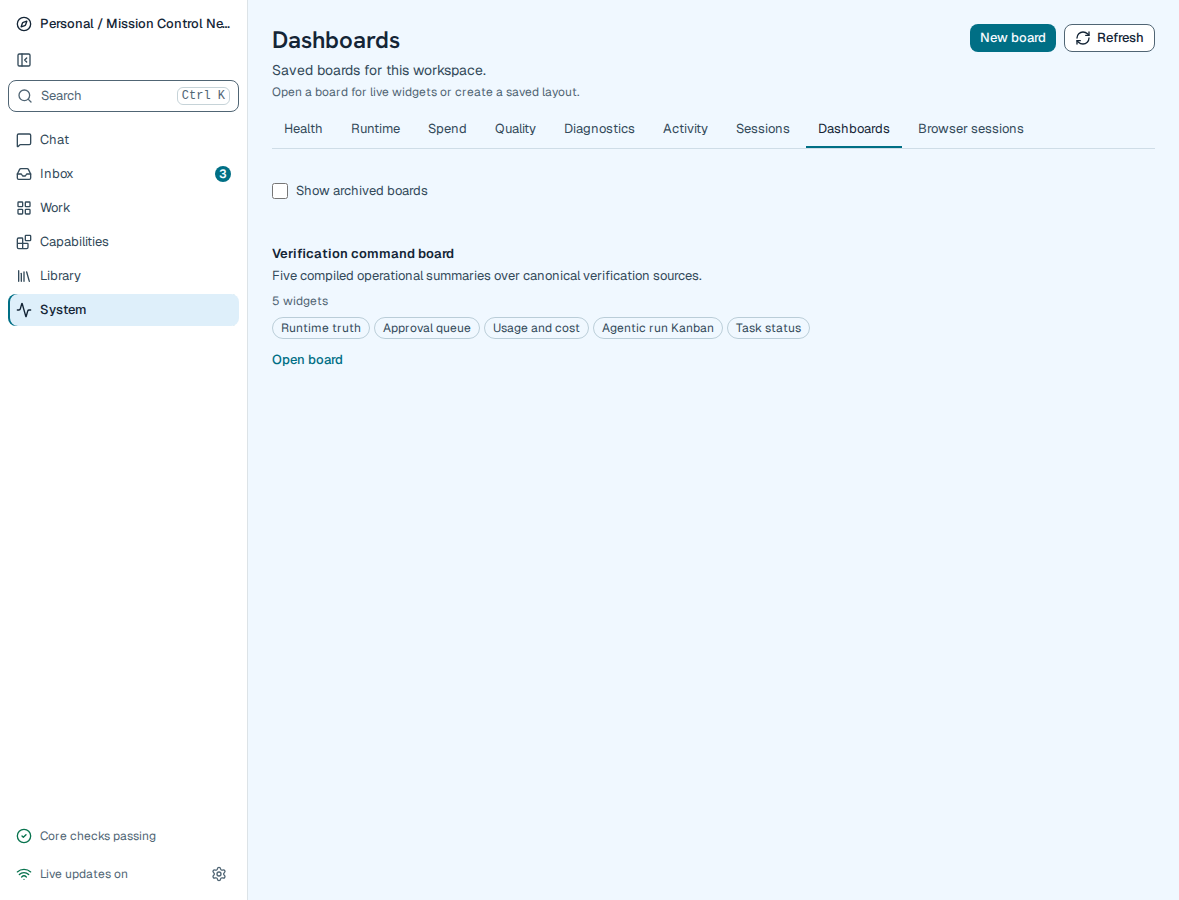 Personal / Mission Control Ne…
Search
Ctrl K
Chat
Inbox
3
Work
Capabilities
Library
System
Core checks passing
Live updates on
Dashboards
New board
Refresh
Saved boards for this workspace.
Open a board for live widgets or create a saved layout.
Health
Runtime
Spend
Quality
Diagnostics
Activity
Sessions
Dashboards
Browser sessions
Show archived boards
Verification command board
Five compiled operational summaries over canonical verification sources.
5 widgets
Runtime truth
Approval queue
Usage and cost
Agentic run Kanban
Task status
Open board